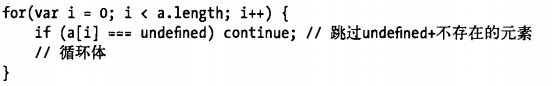 for(var i = 0; i < a.length; i++) {
    if (a[i] === undefined) continue; // 跳过undefined+不存在的元素
    // 循环体
}